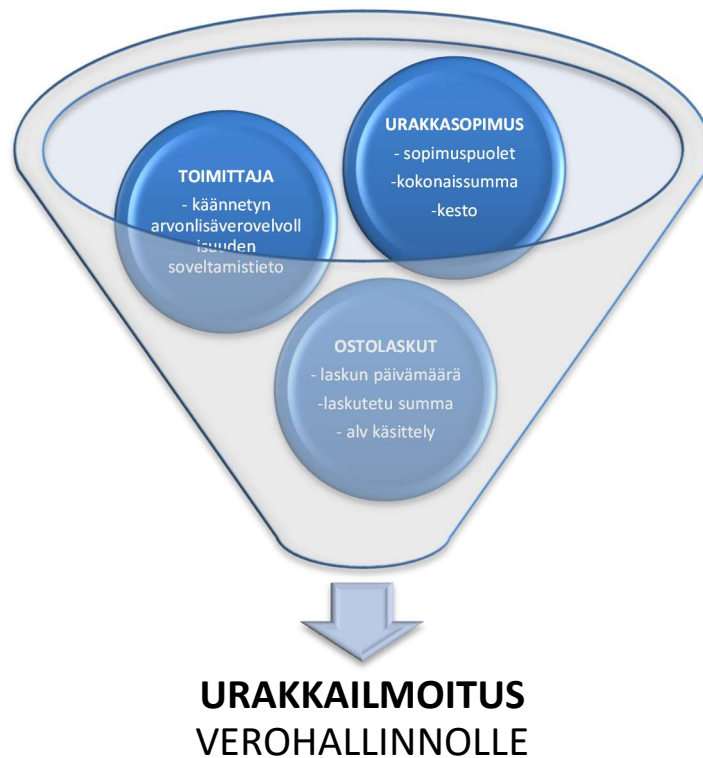 URAKKASOPIMUS
- sopimuspuolet
-kokonaissumma
-kesto
TOIMITTAJA
- käännetyn
arvonlisäverovelvoll
isuuden
soveltamistieto
OSTOLASKUT
- laskun päivämäärä
-laskutetu summa
- alv käsittely
URAKKAILMOITUS
VEROHALLINNOLLE